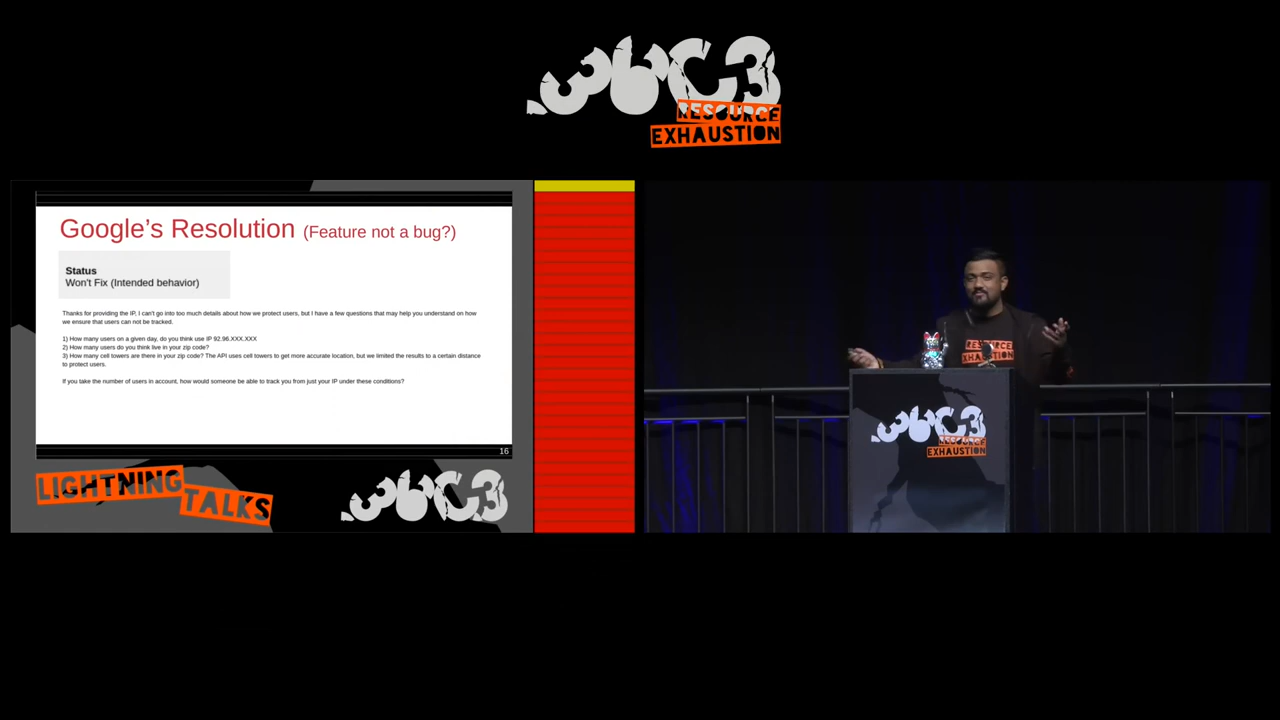 36C3
RESOURCE
EXHAUSTION
Google's Resolution (Feature not a bug?)
Status
Won't Fix (Intended behavior)
Thanks for providing the IP, I can't go into too much details about how we protect users, but I have a few questions that may help you understand on how
we ensure that users can not be tracked.
1) How many users on a given day, do you think use IP 92.96.XXX.XXX
2) How many users do you think live in your zip code?
3) How many cell towers are there in your zip code? The API uses cell towers to get more accurate location, but we limited the results to a certain distance
to protect users.
If you take the number of users in account, how would someone be able to track you from just your IP under these conditions?
16
LIGHTNING
TALKS
36C3
RESOURCE
EXHAUSTION
36C3
RESOURCE
EXHAUSTION